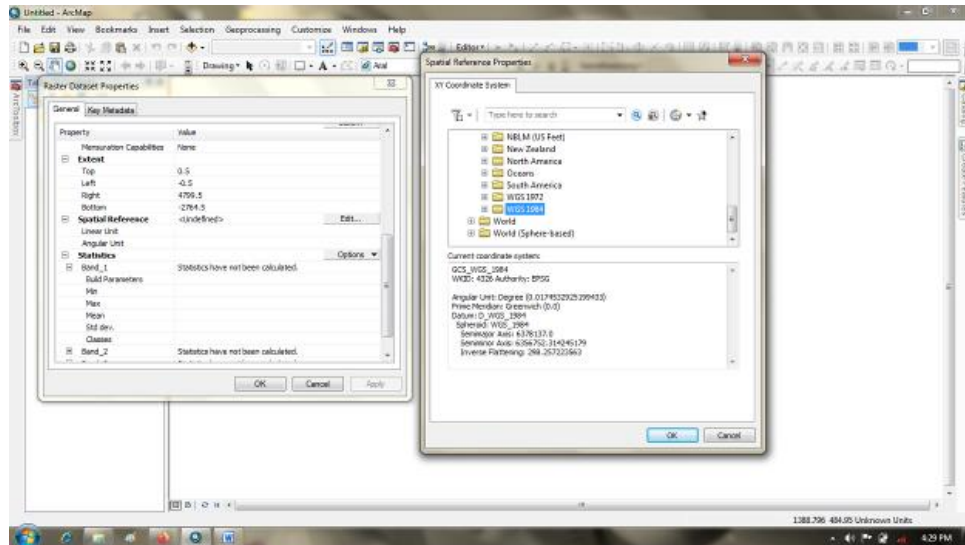 Untitled - ArcMap
File Edit View Bookmarks Insert Selection Geoprocessing Customize Windows Help
Drawing
A
Arial
Editor
Raster Dataset Properties
General Key Metadata
Property Value
Mensuration Capabilities None
Extent
Top 0.5
Left -0.5
Right 4799.5
Bottom -2764.5
Spatial Reference <Undefined> Edit...
Linear Unit
Angular Unit
Statistics Options
Band_1 Statistics have not been calculated.
Build Parameters
Min
Max
Mean
Std dev.
Classes
Band_2 Statistics have not been calculated.
OK Cancel Apply
Spatial Reference Properties
XY Coordinate System
Type here to search
NBLM (US Feet)
New Zealand
North America
Oceans
South America
WGS 1972
WGS 1984
World
World (Sphere-based)
Current coordinate system:
GCS_WGS_1984
WKID: 4326 Authority: EPSG
Angular Unit: Degree (0.0174532925199433)
Prime Meridian: Greenwich (0.0)
Datum: D_WGS_1984
Spheroid: WGS_1984
Semimajor Axis: 6378137.0
Semiminor Axis: 6356752.314245179
Inverse Flattening: 298.257223563
OK Cancel
1388.796 484.95 Unknown Units
4:29 PM